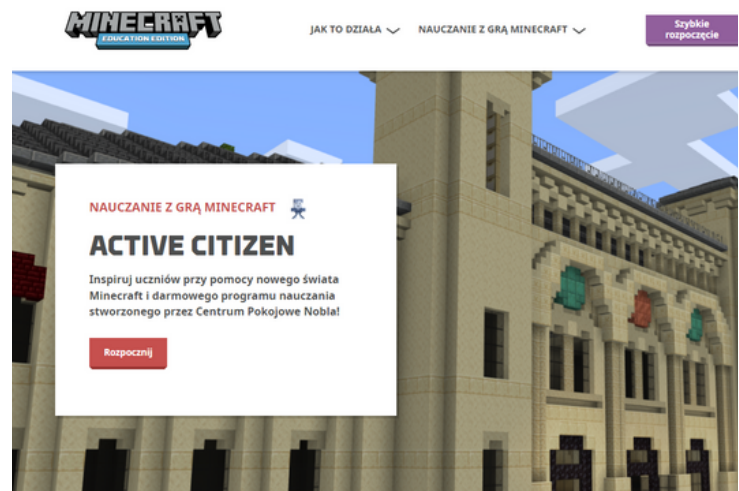 MINECRAFT
EDUCATION EDITION
JAK TO DZIAŁA
NAUCZANIE Z GRĄ MINECRAFT
Szybkie
rozpoczęcie
NAUCZANIE Z GRĄ MINECRAFT
ACTIVE CITIZEN
Inspiruj uczniów przy pomocy nowego świata
Minecraft i darmowego programu nauczania
stworzonego przez Centrum Pokojowe Nobla!
Rozpocznij